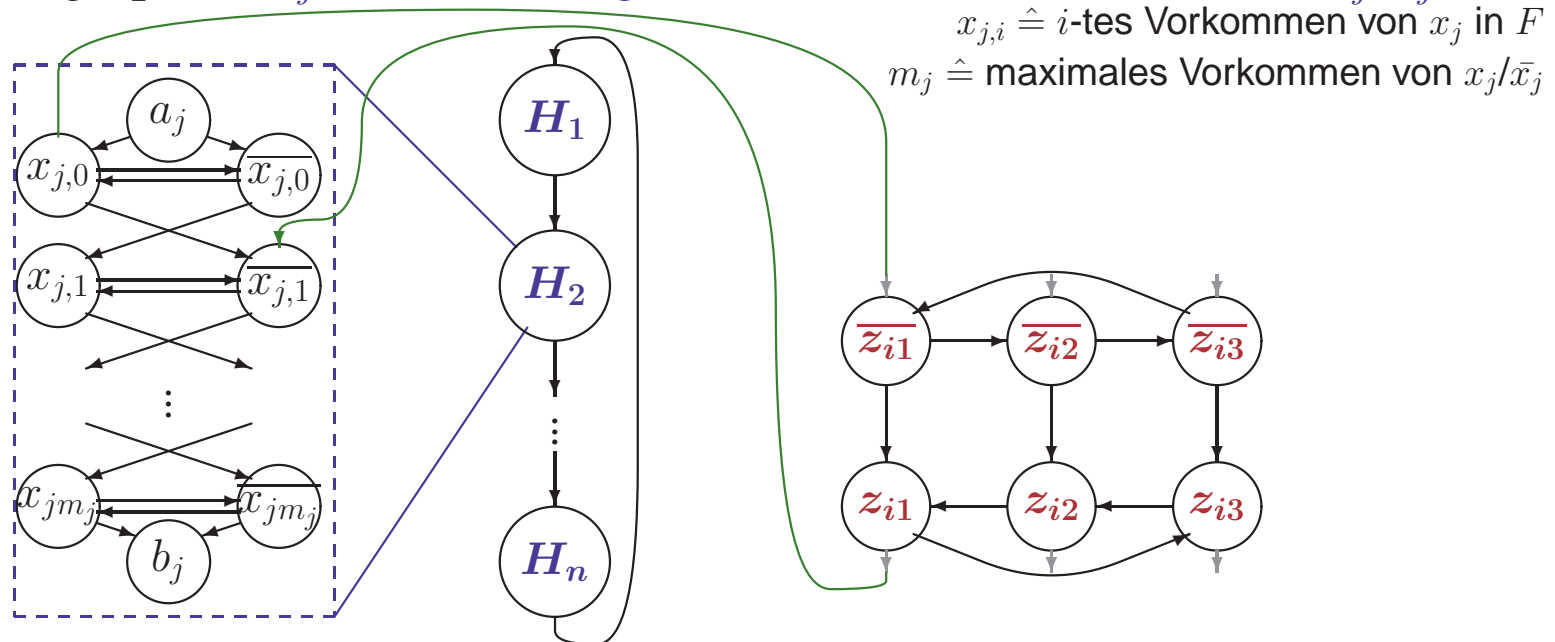 x_{j,i} ≙ i-tes Vorkommen von x_j in F
m_j ≙ maximales Vorkommen von x_j/\bar{x_j}
a_j
x_{j,0} \overline{x_{j,0}}
x_{j,1} \overline{x_{j,1}}
⋮
x_{jm_j} \overline{x_{jm_j}}
b_j
H_1
H_2
⋮
H_n
\overline{z_{i1}} \overline{z_{i2}} \overline{z_{i3}}
z_{i1} z_{i2} z_{i3}